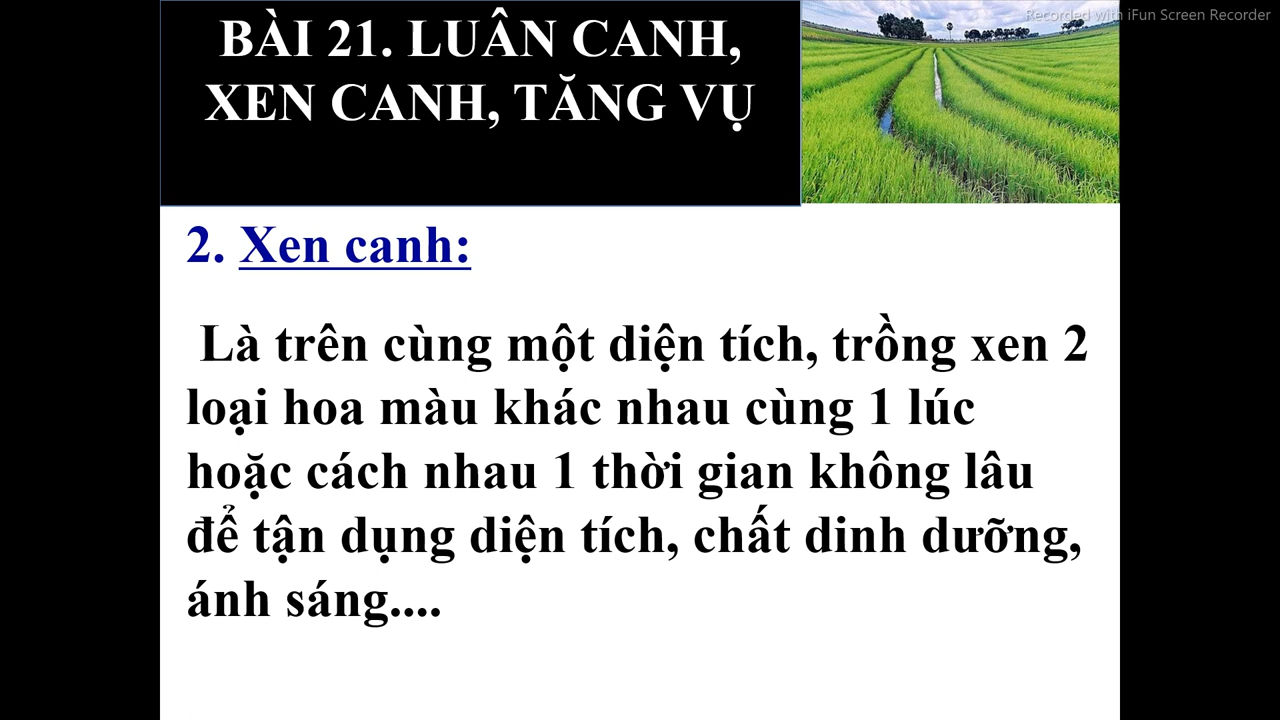 Recorded with iFun Screen Recorder
BÀI 21. LUÂN CANH,
XEN CANH, TĂNG VỤ
2. Xen canh:
Là trên cùng một diện tích, trồng xen 2
loại hoa màu khác nhau cùng 1 lúc
hoặc cách nhau 1 thời gian không lâu
để tận dụng diện tích, chất dinh dưỡng,
ánh sáng....